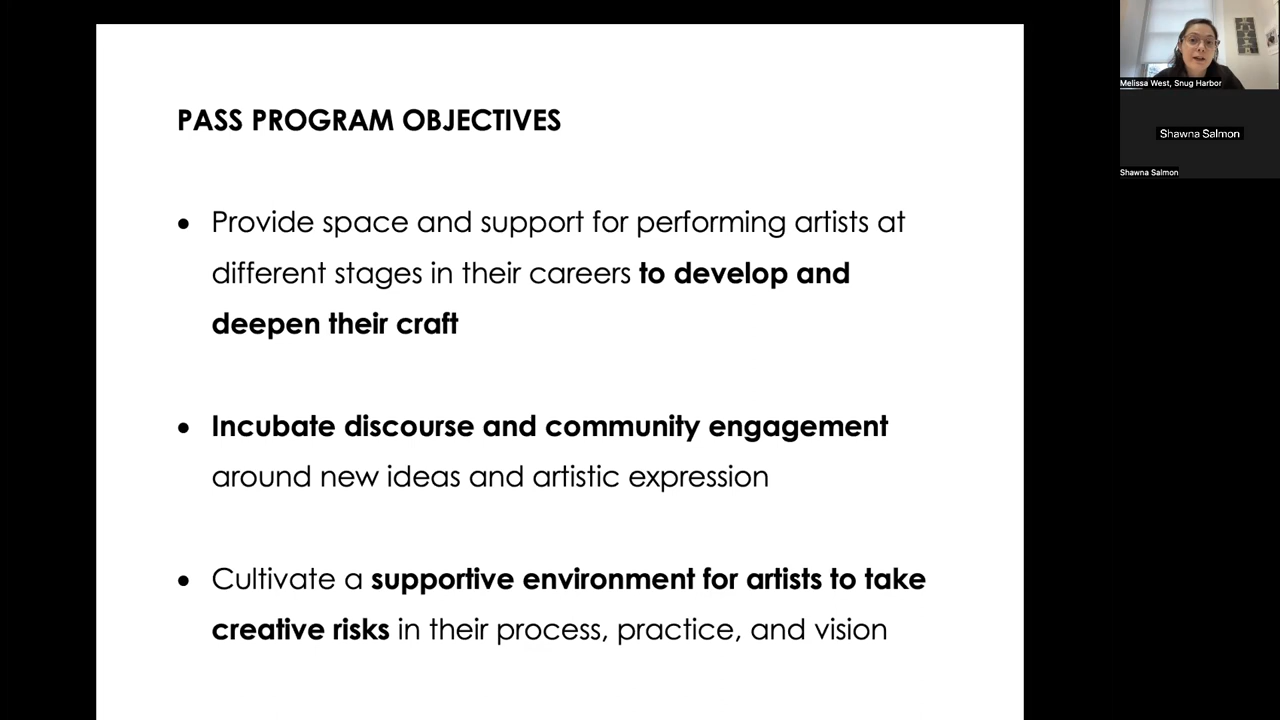 PASS PROGRAM OBJECTIVES
• Provide space and support for performing artists at
different stages in their careers to develop and
deepen their craft
• Incubate discourse and community engagement
around new ideas and artistic expression
• Cultivate a supportive environment for artists to take
creative risks in their process, practice, and vision
Melissa West, Snug Harbor
Shawna Salmon
Shawna Salmon